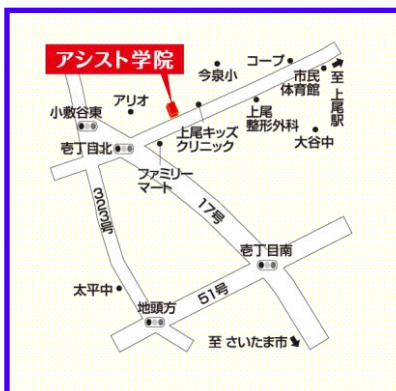 アシスト学院
今泉小
コープ
市民
体育館
至 上尾駅
小敷谷東
アリオ
上尾
整形外科
大谷中
壱丁目北
上尾キッズ
クリニック
ファミリー
マート
323号
17号
壱丁目南
太平中
地頭方
51号
至 さいたま市